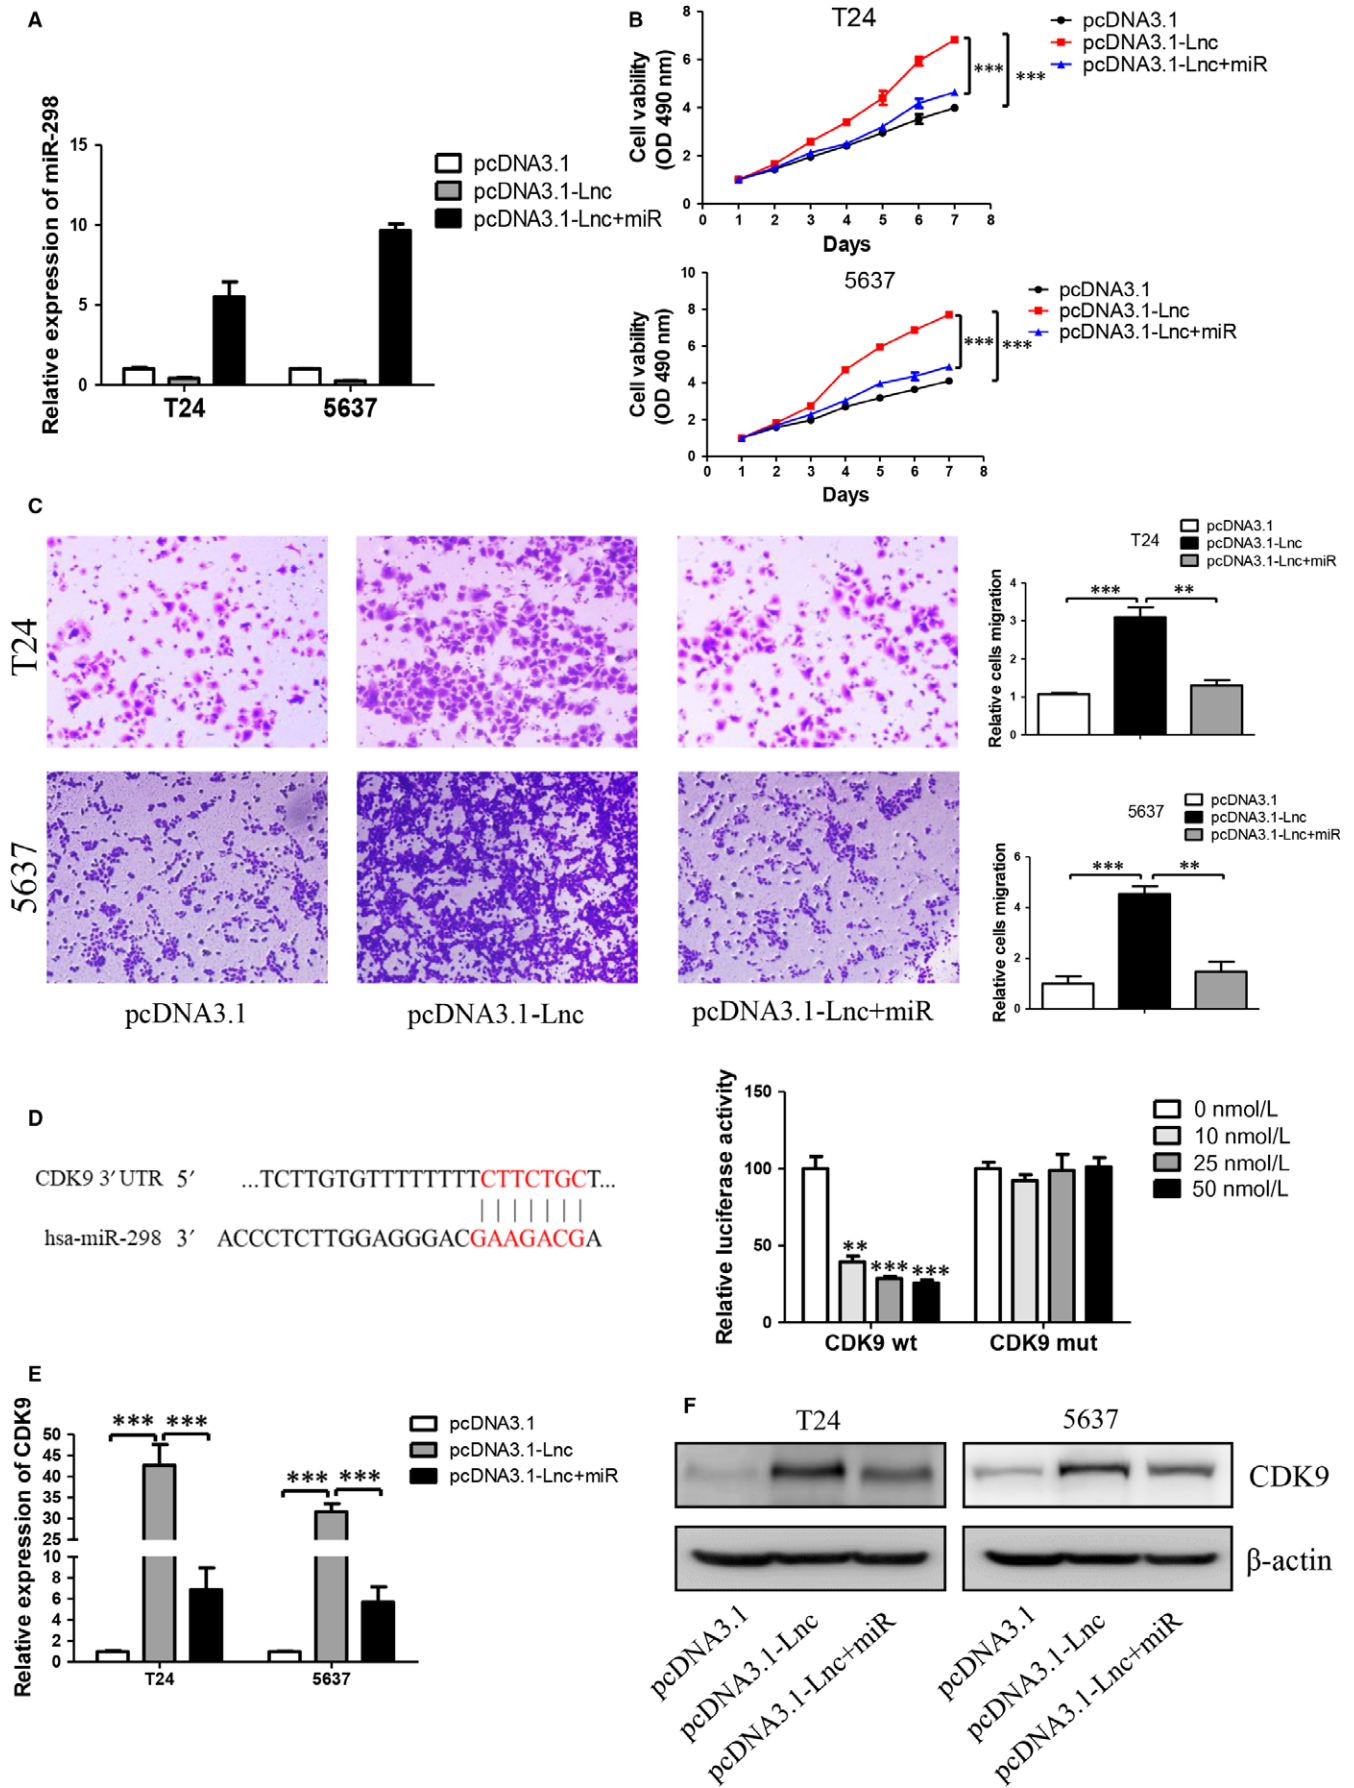 A
Relative expression of miR-298
15
10
5
0
T24
5637
pcDNA3.1
pcDNA3.1-Lnc
pcDNA3.1-Lnc+miR
B
T24
Cell vability
(OD 490 nm)
8
6
4
2
0
0 1 2 3 4 5 6 7 8
Days
pcDNA3.1
pcDNA3.1-Lnc
pcDNA3.1-Lnc+miR
***
***
5637
Cell vability
(OD 490 nm)
10
8
6
4
2
0
0 1 2 3 4 5 6 7 8
Days
pcDNA3.1
pcDNA3.1-Lnc
pcDNA3.1-Lnc+miR
***
***
C
T24
5637
pcDNA3.1
pcDNA3.1-Lnc
pcDNA3.1-Lnc+miR
T24
pcDNA3.1
pcDNA3.1-Lnc
pcDNA3.1-Lnc+miR
Relative cells migration
4
3
2
1
0
*** **
5637
pcDNA3.1
pcDNA3.1-Lnc
pcDNA3.1-Lnc+miR
Relative cells migration
6
4
2
0
*** **
D
CDK9 3′ UTR 5′ ...TCTTGTGTTTTTTTTCTTCTGCT...
hsa-miR-298 3′ ACCCTCTTGGAGGGACGAAGACGA
Relative luciferase activity
150
100
50
0
** *** ***
CDK9 wt
CDK9 mut
0 nmol/L
10 nmol/L
25 nmol/L
50 nmol/L
E
Relative expression of CDK9
50
45
40
35
30
25
10
8
6
4
2
0
*** ***
*** ***
T24
5637
pcDNA3.1
pcDNA3.1-Lnc
pcDNA3.1-Lnc+miR
F
T24
5637
CDK9
β-actin
pcDNA3.1
pcDNA3.1-Lnc
pcDNA3.1-Lnc+miR
pcDNA3.1
pcDNA3.1-Lnc
pcDNA3.1-Lnc+miR